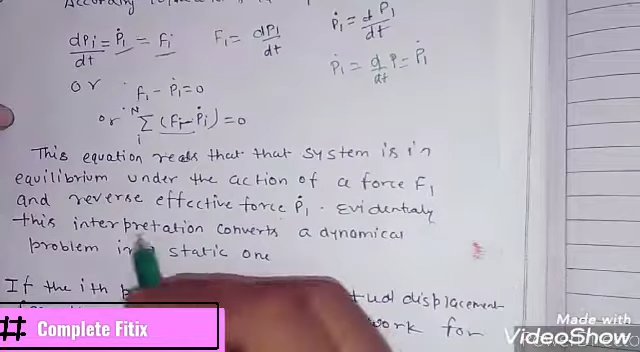 dPi/dt = Ṗ1 = Fi F1 = dP1/dt Ṗ1 = dP1/dt
Ṗ1 = d/dt P = Ṗ1
or F1 - Ṗ1 = 0
or N Σ i (Fi - Ṗi) = 0
This equation reads that that system is in
equilibrium under the action of a force F1
and reverse effective force Ṗ1. Evidentialy
this interpretation converts a dynamical
problem in static one
If the ith displacement
work for
# Complete Fitix
Made with
VideoShow